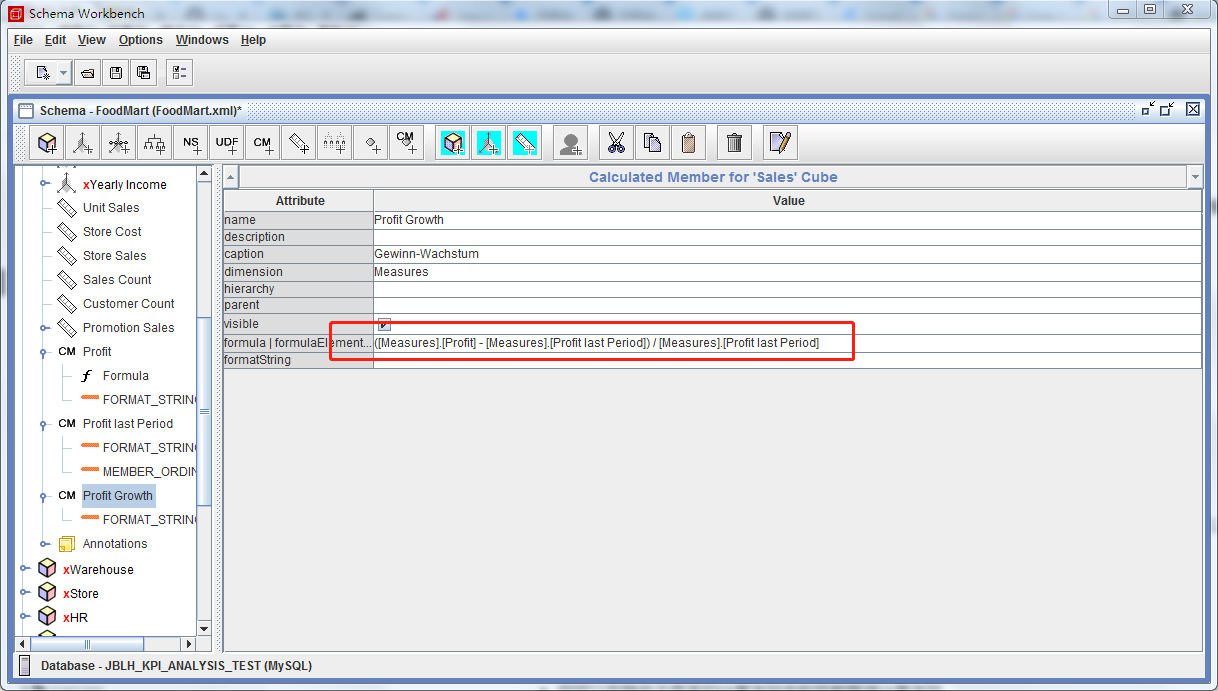 Schema Workbench
File Edit View Options Windows Help
Schema - FoodMart (FoodMart.xml)*
NS UDF CM CM
xYearly Income
Unit Sales
Store Cost
Store Sales
Sales Count
Customer Count
Promotion Sales
CM Profit
f Formula
FORMAT_STRING
CM Profit last Period
FORMAT_STRING
MEMBER_ORDIN
CM Profit Growth
FORMAT_STRING
Annotations
xWarehouse
xStore
xHR
Calculated Member for 'Sales' Cube
Attribute Value
name Profit Growth
description
caption Gewinn-Wachstum
dimension Measures
hierarchy
parent
visible
formula | formulaElement... ([Measures].[Profit] - [Measures].[Profit last Period]) / [Measures].[Profit last Period]
formatString
Database - JBLH_KPI_ANALYSIS_TEST (MySQL)